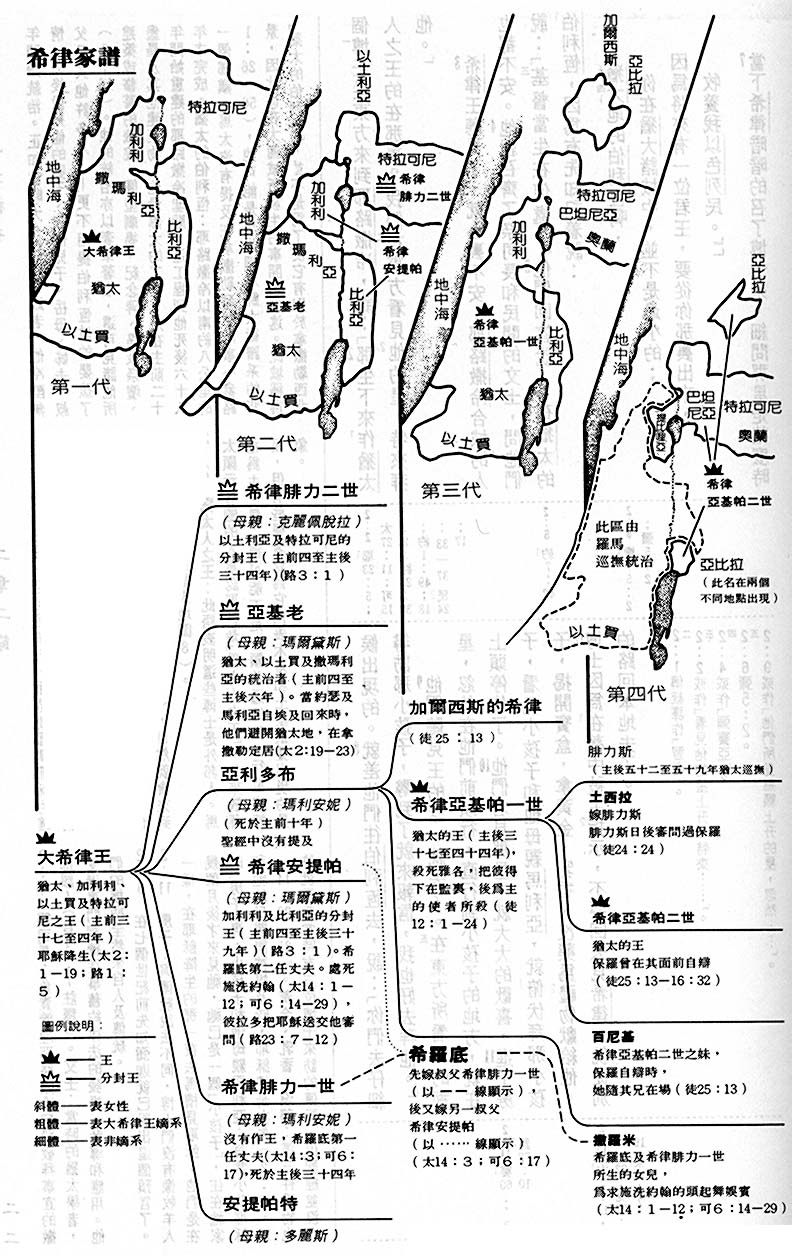 希律家譜
地中海
加利利
特拉可尼
撒瑪利亞
比利亞
大希律王
猶太
以土買
第一代
以土利亞
地中海
特拉可尼
希律
腓力二世
加利利
希律
安提帕
撒瑪利亞
比利亞
亞基老
猶太
以土買
第二代
加爾西斯
亞比拉
特拉可尼
巴坦尼亞
奧蘭
加利利
地中海
希律
亞基帕一世
比利亞
猶太
以土買
第三代
亞比拉
地中海
巴坦
尼亞
特拉可尼
奧蘭
希律
亞基帕二世
此區由
羅馬
巡撫統治
亞比拉
(此名在兩個
不同地點出現)
以土買
第四代
大希律王
猶太、加利利、
以土買及特拉可
尼之王(主前三
十七至四年)
耶穌降生(太2:
1-19;路1:
5)
圖例說明:
——王
——分封王
斜體——表女性
粗體——表大希律王嫡系
細體——表非嫡系
希律腓力二世
(母親:克麗佩脫拉)
以土利亞及特拉可尼的
分封王(主前四至主後
三十四年)(路3:1)
亞基老
(母親:瑪爾黛斯)
猶太、以土買及撒瑪利
亞的統治者(主前四至
主後六年)。當約瑟及
馬利亞自埃及回來時,
他們避開猶太地,在拿
撒勒定居(太2:19-23)
亞利多布
(母親:瑪利安妮)
(死於主前十年)
聖經中沒有提及
希律安提帕
(母親:瑪爾黛斯)
加利利及比利亞的分封
王(主前四至主後三十
九年)(路3:1)。希
羅底第二任丈夫。處死
施洗約翰(太14:1-
12;可6:14-29),
彼拉多把耶穌送交他審
問(路23:7-12)
希律腓力一世
(母親:瑪利安妮)
沒有作王,希羅底第一
任丈夫(太14:3;可6:
17),死於主後三十四年
安提帕特
(母親:多麗斯)
加爾西斯的希律
(徒25:13)
希律亞基帕一世
猶太的王(主後三
十七至四十四年),
殺死雅各,把彼得
下在監裏,後爲主
的使者所殺(徒
12:1-24)
希羅底
先嫁叔父希律腓力一世
(以——線顯示),
後又嫁另一叔父
希律安提帕
(以……線顯示)
(太14:3;可6:17)
腓力斯
(主後五十二至五十九年猶太巡撫)
土西拉
嫁腓力斯
腓力斯日後審問過保羅
(徒24:24)
希律亞基帕二世
猶太的王
保羅曾在其面前自辯
(徒25:13-16:32)
百尼基
希律亞基帕二世之妹,
保羅自辯時,
她隨其兄在場(徒25:13)
撒羅米
希羅底及希律腓力一世
所生的女兒,
爲求施洗約翰的頭起舞娛賓
(太14:1-12;可6:14-29)